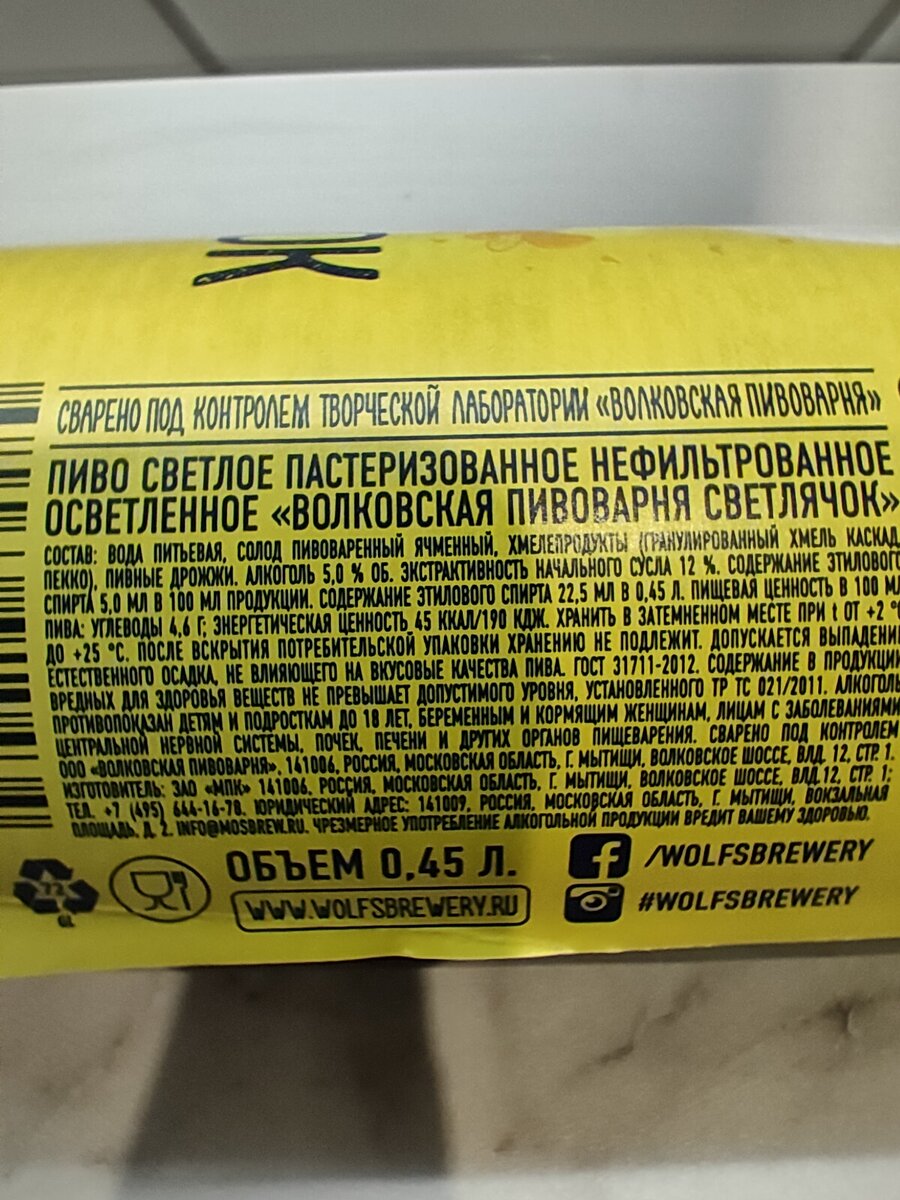 ОК
СВАРЕНО ПОД КОНТРОЛЕМ ТВОРЧЕСКОЙ ЛАБОРАТОРИИ «ВОЛКОВСКАЯ ПИВОВАРНЯ»
ПИВО СВЕТЛОЕ ПАСТЕРИЗОВАННОЕ НЕФИЛЬТРОВАННОЕ
ОСВЕТЛЕННОЕ «ВОЛКОВСКАЯ ПИВОВАРНЯ СВЕТЛЯЧОК»
СОСТАВ: ВОДА ПИТЬЕВАЯ, СОЛОД ПИВОВАРЕННЫЙ ЯЧМЕННЫЙ, ХМЕЛЕПРОДУКТЫ (ГРАНУЛИРОВАННЫЙ ХМЕЛЬ КАСКАД,
ПЕККО), ПИВНЫЕ ДРОЖЖИ. АЛКОГОЛЬ 5,0 % ОБ. ЭКСТРАКТИВНОСТЬ НАЧАЛЬНОГО СУСЛА 12 %. СОДЕРЖАНИЕ ЭТИЛОВОГО
СПИРТА 5,0 МЛ В 100 МЛ ПРОДУКЦИИ. СОДЕРЖАНИЕ ЭТИЛОВОГО СПИРТА 22,5 МЛ В 0,45 Л. ПИЩЕВАЯ ЦЕННОСТЬ В 100 МЛ
ПИВА: УГЛЕВОДЫ 4,6 Г; ЭНЕРГЕТИЧЕСКАЯ ЦЕННОСТЬ 45 ККАЛ/190 КДЖ. ХРАНИТЬ В ЗАТЕМНЕННОМ МЕСТЕ ПРИ t ОТ +2 °C
ДО +25 °C. ПОСЛЕ ВСКРЫТИЯ ПОТРЕБИТЕЛЬСКОЙ УПАКОВКИ ХРАНЕНИЮ НЕ ПОДЛЕЖИТ. ДОПУСКАЕТСЯ ВЫПАДЕНИЕ
ЕСТЕСТВЕННОГО ОСАДКА, НЕ ВЛИЯЮЩЕГО НА ВКУСОВЫЕ КАЧЕСТВА ПИВА. ГОСТ 31711-2012. СОДЕРЖАНИЕ В ПРОДУКЦИИ
ВРЕДНЫХ ДЛЯ ЗДОРОВЬЯ ВЕЩЕСТВ НЕ ПРЕВЫШАЕТ ДОПУСТИМОГО УРОВНЯ, УСТАНОВЛЕННОГО ТР ТС 021/2011. АЛКОГОЛЬ
ПРОТИВОПОКАЗАН ДЕТЯМ И ПОДРОСТКАМ ДО 18 ЛЕТ, БЕРЕМЕННЫМ И КОРМЯЩИМ ЖЕНЩИНАМ, ЛИЦАМ С ЗАБОЛЕВАНИЯМИ
ЦЕНТРАЛЬНОЙ НЕРВНОЙ СИСТЕМЫ, ПОЧЕК, ПЕЧЕНИ И ДРУГИХ ОРГАНОВ ПИЩЕВАРЕНИЯ. СВАРЕНО ПОД КОНТРОЛЕМ
ООО «ВОЛКОВСКАЯ ПИВОВАРНЯ», 141006, РОССИЯ, МОСКОВСКАЯ ОБЛАСТЬ, Г. МЫТИЩИ, ВОЛКОВСКОЕ ШОССЕ, ВЛД. 12, СТР. 1.
ИЗГОТОВИТЕЛЬ: ЗАО «МПК» 141006, РОССИЯ, МОСКОВСКАЯ ОБЛАСТЬ, Г. МЫТИЩИ, ВОЛКОВСКОЕ ШОССЕ, ВЛД.12, СТР. 1;
ТЕЛ. +7 (495) 644-16-78. ЮРИДИЧЕСКИЙ АДРЕС: 141009, РОССИЯ, МОСКОВСКАЯ ОБЛАСТЬ, Г. МЫТИЩИ, ВОКЗАЛЬНАЯ
ПЛОЩАДЬ, Д. 2. INFO@MOSBREW.RU. ЧРЕЗМЕРНОЕ УПОТРЕБЛЕНИЕ АЛКОГОЛЬНОЙ ПРОДУКЦИИ ВРЕДИТ ВАШЕМУ ЗДОРОВЬЮ.
ОБЪЕМ 0,45 Л.
/WOLFSBREWERY
WWW.WOLFSBREWERY.RU
#WOLFSBREWERY
72
GL